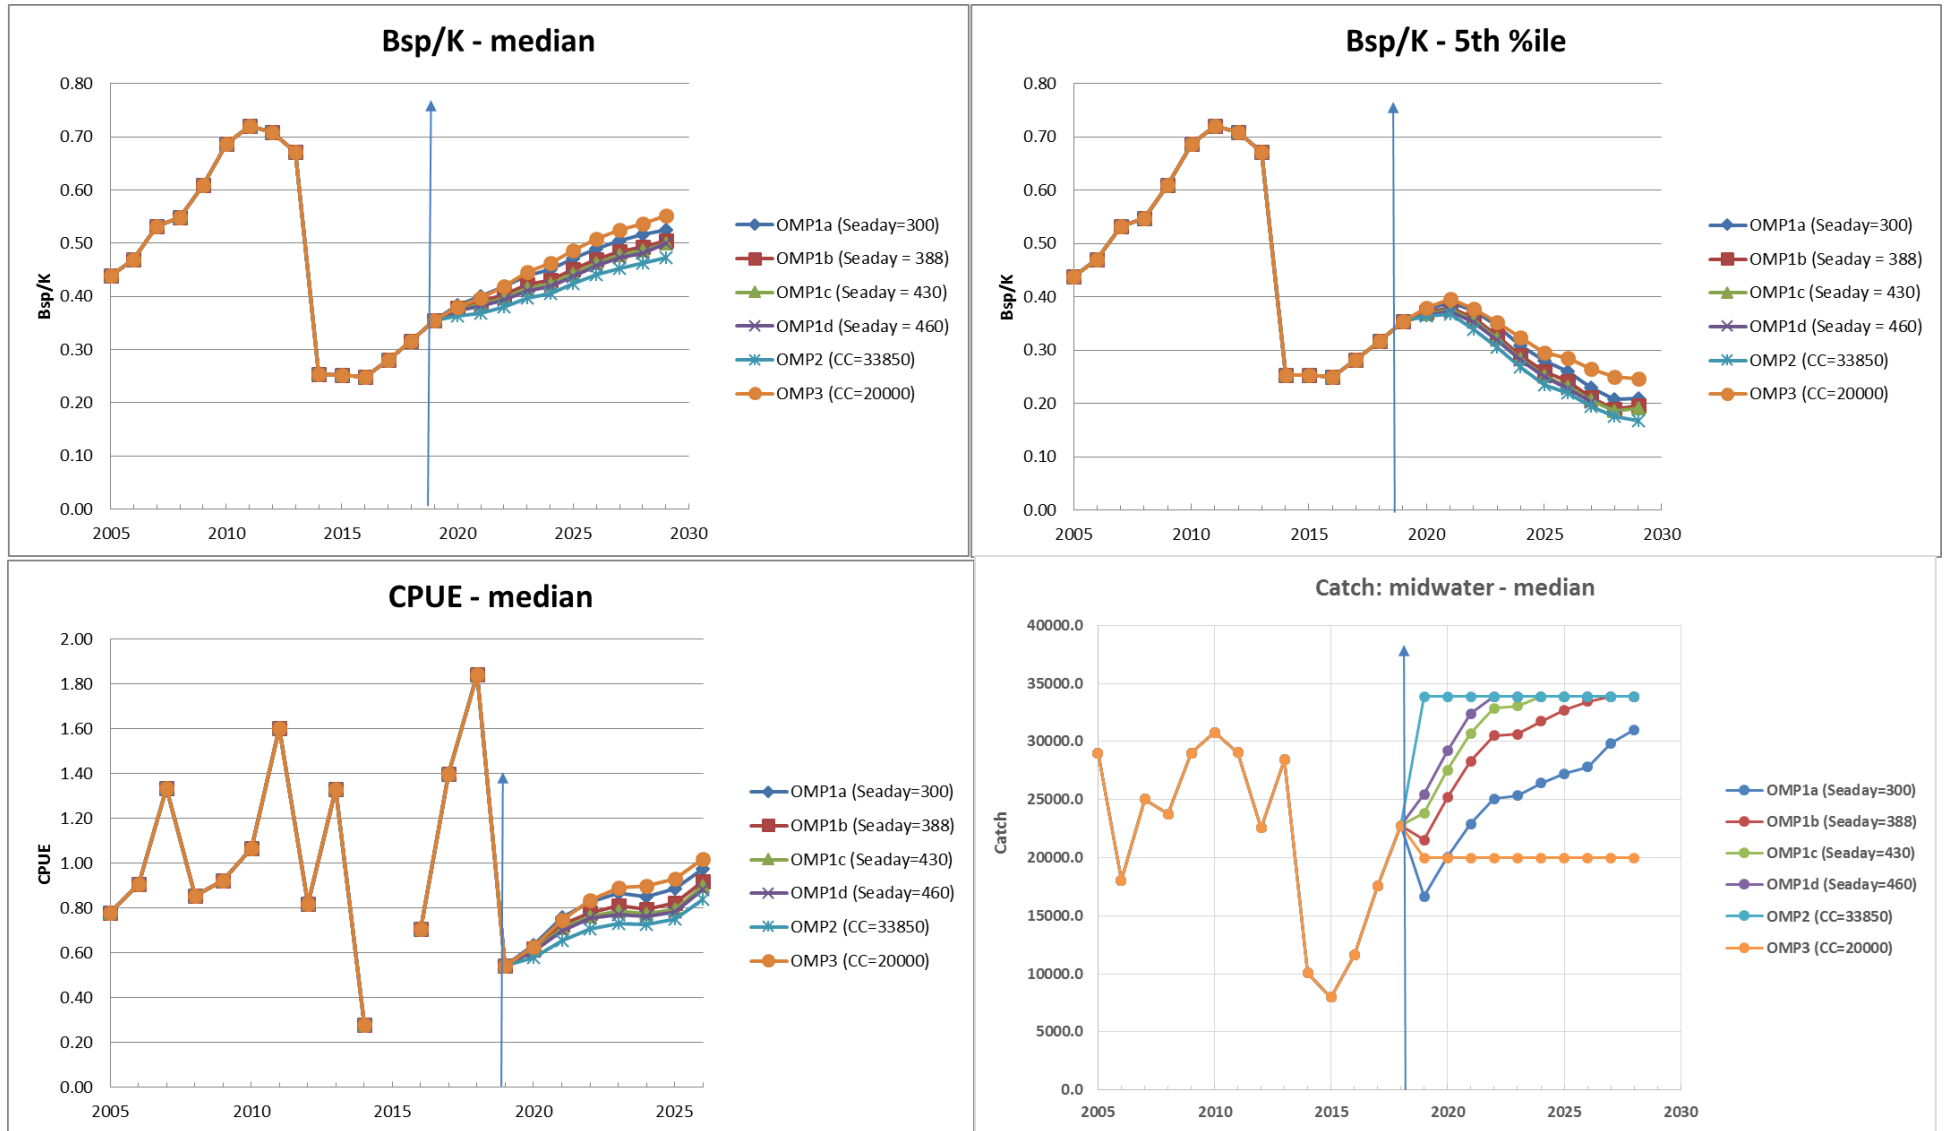 Bsp/K - median
0.80
0.70
0.60
0.50
0.40
0.30
0.20
0.10
0.00
Bsp/K
2005
2010
2015
2020
2025
2030
OMP1a (Seaday=300)
OMP1b (Seaday = 388)
OMP1c (Seaday = 430)
OMP1d (Seaday = 460)
OMP2 (CC=33850)
OMP3 (CC=20000)
Bsp/K - 5th %ile
0.80
0.70
0.60
0.50
0.40
0.30
0.20
0.10
0.00
Bsp/K
2005
2010
2015
2020
2025
2030
OMP1a (Seaday=300)
OMP1b (Seaday = 388)
OMP1c (Seaday = 430)
OMP1d (Seaday = 460)
OMP2 (CC=33850)
OMP3 (CC=20000)
CPUE - median
2.00
1.80
1.60
1.40
1.20
1.00
0.80
0.60
0.40
0.20
0.00
CPUE
2005
2010
2015
2020
2025
OMP1a (Seaday=300)
OMP1b (Seaday=388)
OMP1c (Seaday=430)
OMP1d (Seaday=460)
OMP2 (CC=33850)
OMP3 (CC=20000)
Catch: midwater - median
40000.0
35000.0
30000.0
25000.0
20000.0
15000.0
10000.0
5000.0
0.0
Catch
2005
2010
2015
2020
2025
2030
OMP1a (Seaday=300)
OMP1b (Seaday=388)
OMP1c (Seaday=430)
OMP1d (Seaday=460)
OMP2 (CC=33850)
OMP3 (CC=20000)